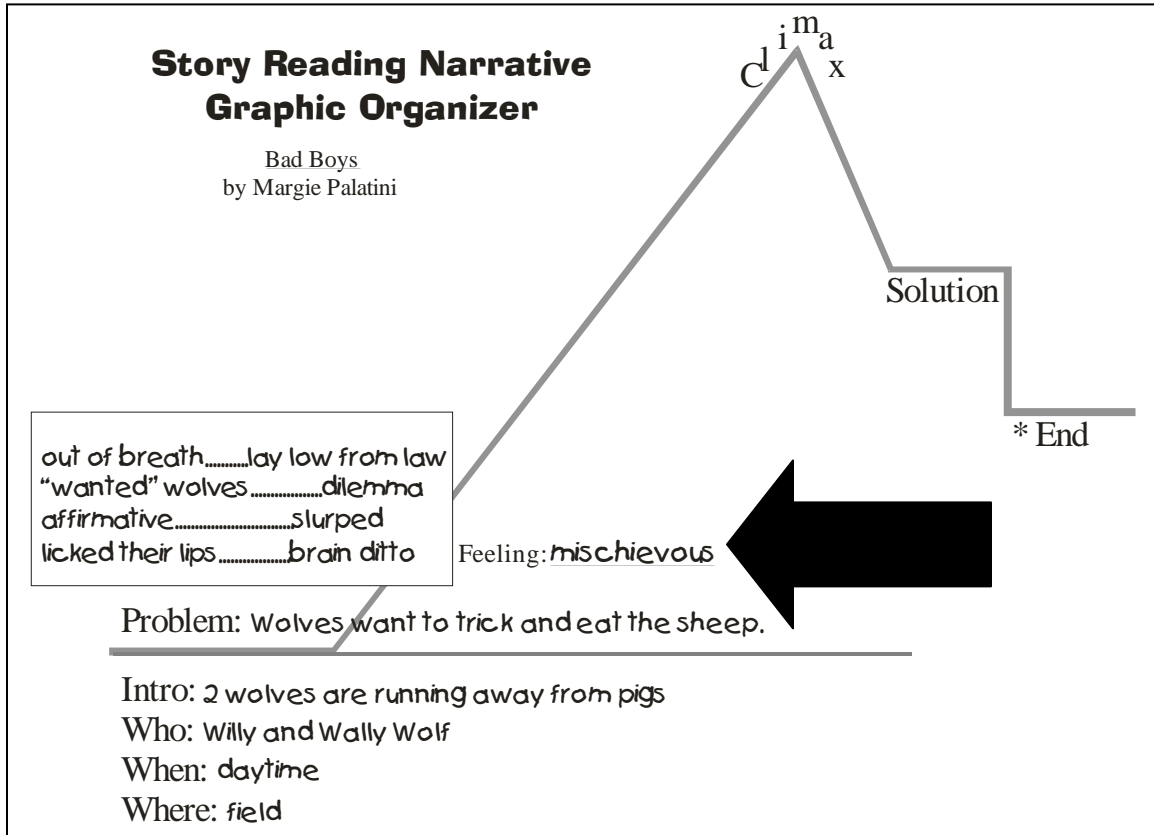 Story Reading Narrative
Graphic Organizer
Bad Boys
by Margie Palatini
Climax
Solution
* End
out of breath...........lay low from law
“wanted” wolves..................dilemma
affirmative..............................slurped
licked their lips...................brain ditto
Feeling: mischievous
Problem: Wolves want to trick and eat the sheep.
Intro: 2 wolves are running away from pigs
Who: Willy and Wally Wolf
When: daytime
Where: field